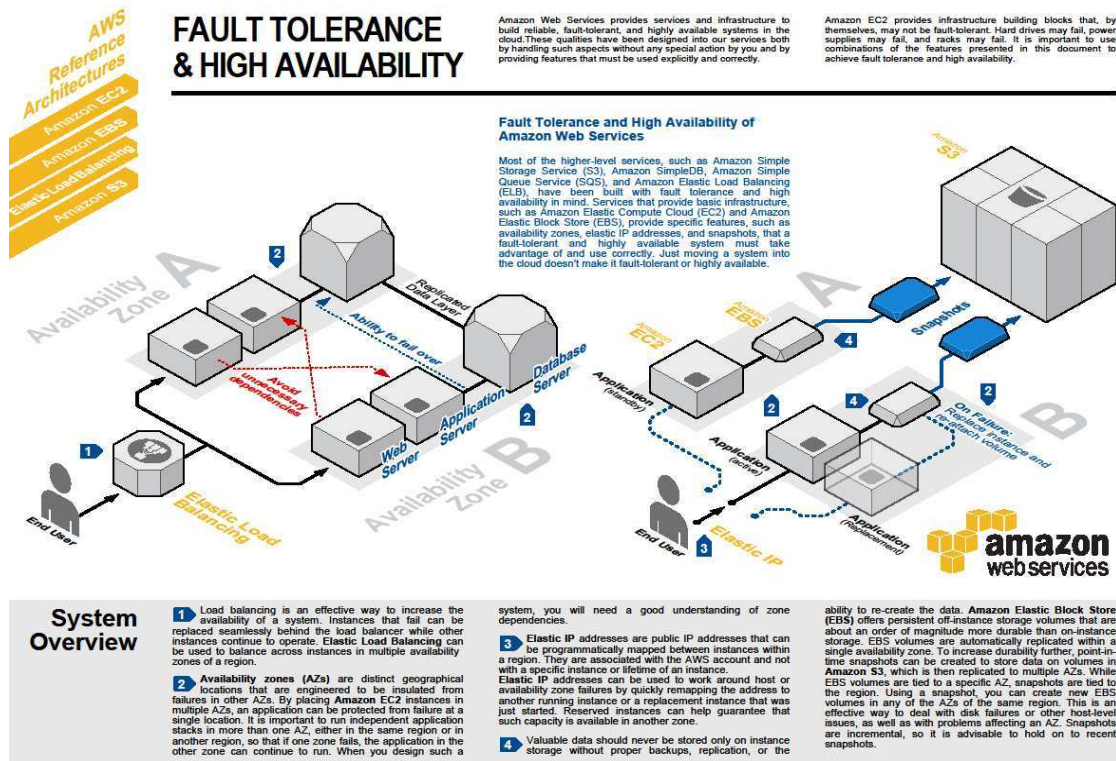 AWS
Reference
Architectures
Amazon EC2
Amazon EBS
Elastic Load Balancing
Amazon S3
FAULT TOLERANCE
& HIGH AVAILABILITY
Amazon Web Services provides services and infrastructure to
build reliable, fault-tolerant, and highly available systems in the
cloud.These qualities have been designed into our services both
by handling such aspects without any special action by you and by
providing features that must be used explicitly and correctly.
Amazon EC2 provides infrastructure building blocks that, by
themselves, may not be fault-tolerant. Hard drives may fail, power
supplies may fail, and racks may fail. It is important to use
combinations of the features presented in this document to
achieve fault tolerance and high availability.
Fault Tolerance and High Availability of
Amazon Web Services
Most of the higher-level services, such as Amazon Simple
Storage Service (S3), Amazon SimpleDB, Amazon Simple
Queue Service (SQS), and Amazon Elastic Load Balancing
(ELB), have been built with fault tolerance and high
availability in mind. Services that provide basic infrastructure,
such as Amazon Elastic Compute Cloud (EC2) and Amazon
Elastic Block Store (EBS), provide specific features, such as
availability zones, elastic IP addresses, and snapshots, that a
fault-tolerant and highly available system must take
advantage of and use correctly. Just moving a system into
the cloud doesn't make it fault-tolerant or highly available.
Availability
Zone A
2
Replicated
Data Layer
Ability to fail over
Avoid
unnecessary
dependencies
Database
Server
Application
Server
Web
Server
2
Availability
Zone B
1
End User
Elastic Load
Balancing
Amazon
S3
A
Amazon
EBS
Amazon
EC2
Snapshots
4
Application
(standby)
2
4
2
On Failure:
Replace instance and
re-attach volume
B
Application
(active)
Application
(Replacement)
End User
3
Elastic IP
amazon
web services
System
Overview
1 Load balancing is an effective way to increase the
availability of a system. Instances that fail can be
replaced seamlessly behind the load balancer while other
instances continue to operate. Elastic Load Balancing can
be used to balance across instances in multiple availability
zones of a region.
2 Availability zones (AZs) are distinct geographical
locations that are engineered to be insulated from
failures in other AZs. By placing Amazon EC2 instances in
multiple AZs, an application can be protected from failure at a
single location. It is important to run independent application
stacks in more than one AZ, either in the same region or in
another region, so that if one zone fails, the application in the
other zone can continue to run. When you design such a
system, you will need a good understanding of zone
dependencies.
3 Elastic IP addresses are public IP addresses that can
be programmatically mapped between instances within
a region. They are associated with the AWS account and not
with a specific instance or lifetime of an instance.
Elastic IP addresses can be used to work around host or
availability zone failures by quickly remapping the address to
another running instance or a replacement instance that was
just started. Reserved instances can help guarantee that
such capacity is available in another zone.
4 Valuable data should never be stored only on instance
storage without proper backups, replication, or the
ability to re-create the data. Amazon Elastic Block Store
(EBS) offers persistent off-instance storage volumes that are
about an order of magnitude more durable than on-instance
storage. EBS volumes are automatically replicated within a
single availability zone. To increase durability further, point-in-
time snapshots can be created to store data on volumes in
Amazon S3, which is then replicated to multiple AZs. While
EBS volumes are tied to a specific AZ, snapshots are tied to
the region. Using a snapshot, you can create new EBS
volumes in any of the AZs of the same region. This is an
effective way to deal with disk failures or other host-level
issues, as well as with problems affecting an AZ. Snapshots
are incremental, so it is advisable to hold on to recent
snapshots.